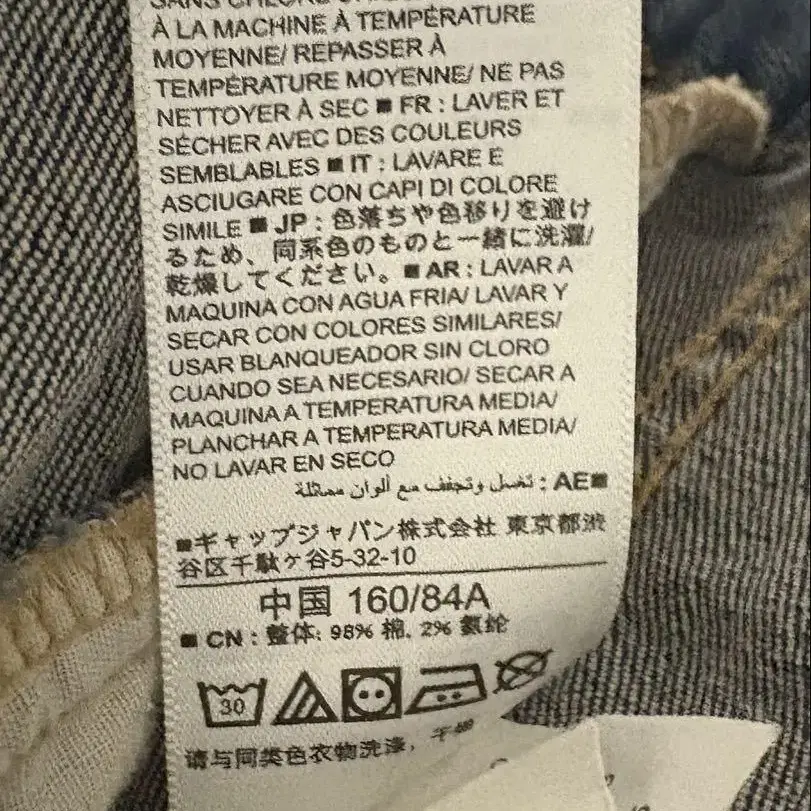 SANS CHLORE
À LA MACHINE À TEMPÉRATURE
MOYENNE/ REPASSER À
TEMPÉRATURE MOYENNE/ NE PAS
NETTOYER À SEC ■ FR : LAVER ET
SÉCHER AVEC DES COULEURS
SEMBLABLES ■ IT : LAVARE E
ASCIUGARE CON CAPI DI COLORE
SIMILE ■ JP : 色落ちや色移りを避け
るため、同系色のものと一緒に洗濯/
乾燥してください。■ AR : LAVAR A
MAQUINA CON AGUA FRIA/ LAVAR Y
SECAR CON COLORES SIMILARES/
USAR BLANQUEADOR SIN CLORO
CUANDO SEA NECESARIO/ SECAR A
MAQUINA A TEMPERATURA MEDIA/
PLANCHAR A TEMPERATURA MEDIA/
NO LAVAR EN SECO
■AE : تغسل وتجفف مع ألوان مماثلة
■ギャップジャパン株式会社 東京都渋
谷区千駄ヶ谷5-32-10
中国 160/84A
■ CN : 整体: 98% 棉, 2% 氨纶
30
请与同类色衣物洗涤,